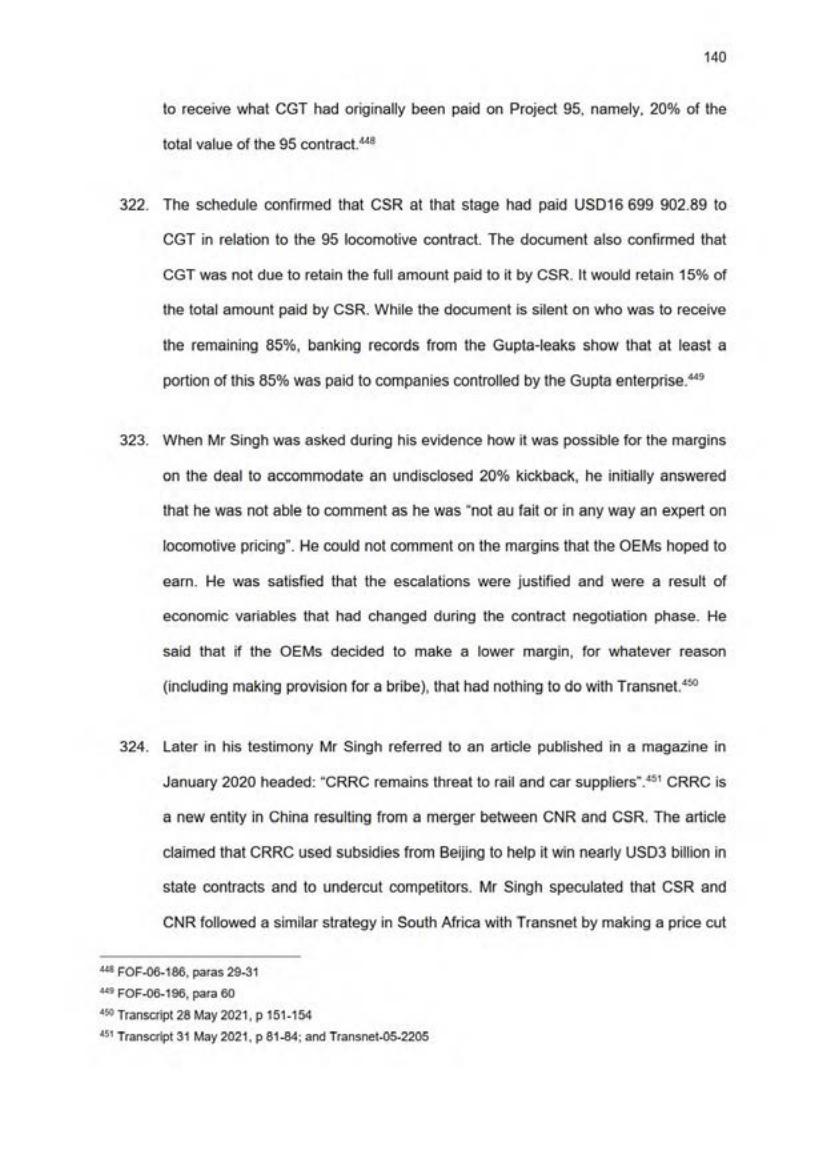 140
to receive what CGT had originally been paid on Project 95, namely, 20% of the
total value of the 95 contract.448
322. The schedule confirmed that CSR at that stage had paid USD16 699 902.89 to
CGT in relation to the 95 locomotive contract. The document also confirmed that
CGT was not due to retain the full amount paid to it by CSR. It would retain 15% of
the total amount paid by CSR. While the document is silent on who was to receive
the remaining 85%, banking records from the Gupta-leaks show that at least a
portion of this 85% was paid to companies controlled by the Gupta enterprise.449
323. When Mr Singh was asked during his evidence how it was possible for the margins
on the deal to accommodate an undisclosed 20% kickback, he initially answered
that he was not able to comment as he was "not au fait or in any way an expert on
locomotive pricing". He could not comment on the margins that the OEMs hoped to
earn. He was satisfied that the escalations were justified and were a result of
economic variables that had changed during the contract negotiation phase. He
said that if the OEMs decided to make a lower margin, for whatever reason
(including making provision for a bribe), that had nothing to do with Transnet.450
324. Later in his testimony Mr Singh referred to an article published in a magazine in
January 2020 headed: "CRRC remains threat to rail and car suppliers".451 CRRC is
a new entity in China resulting from a merger between CNR and CSR. The article
claimed that CRRC used subsidies from Beijing to help it win nearly USD3 billion in
state contracts and to undercut competitors. Mr Singh speculated that CSR and
CNR followed a similar strategy in South Africa with Transnet by making a price cut
448 FOF-06-186, paras 29-31
449 FOF-06-196, para 60
450 Transcript 28 May 2021, p 151-154
451 Transcript 31 May 2021, p 81-84; and Transnet-05-2205